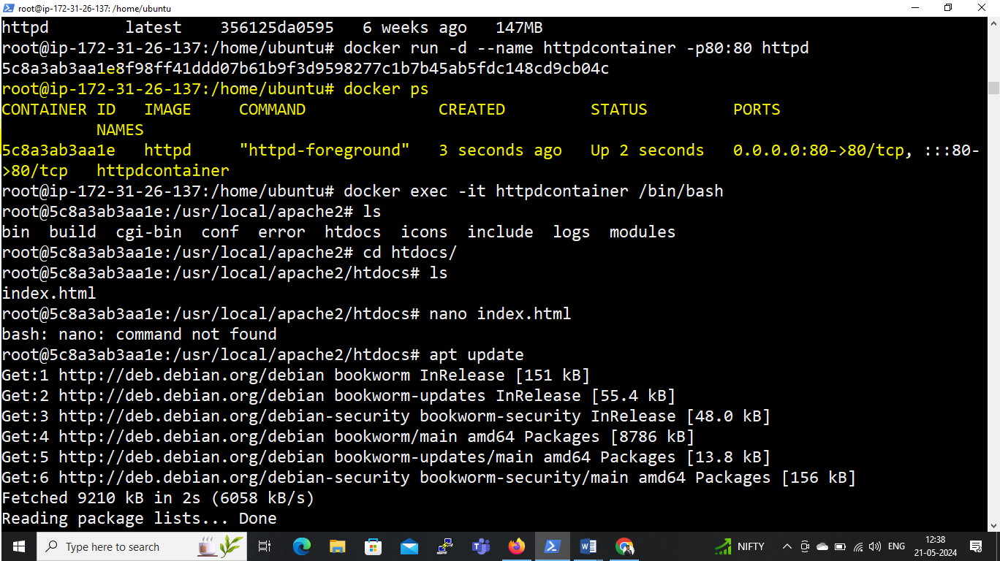 root@ip-172-31-26-137: /home/ubuntu
httpd        latest    356125da0595   6 weeks ago   147MB
root@ip-172-31-26-137:/home/ubuntu# docker run -d --name httpdcontainer -p80:80 httpd
5c8a3ab3aa1e8f98ff41ddd07b61b9f3d9598277c1b7b45ab5fdc148cd9cb04c
root@ip-172-31-26-137:/home/ubuntu# docker ps
CONTAINER ID   IMAGE     COMMAND              CREATED         STATUS         PORTS
          NAMES
5c8a3ab3aa1e   httpd     "httpd-foreground"   3 seconds ago   Up 2 seconds   0.0.0.0:80->80/tcp, :::80-
>80/tcp   httpdcontainer
root@ip-172-31-26-137:/home/ubuntu# docker exec -it httpdcontainer /bin/bash
root@5c8a3ab3aa1e:/usr/local/apache2# ls
bin  build  cgi-bin  conf  error  htdocs  icons  include  logs  modules
root@5c8a3ab3aa1e:/usr/local/apache2# cd htdocs/
root@5c8a3ab3aa1e:/usr/local/apache2/htdocs# ls
index.html
root@5c8a3ab3aa1e:/usr/local/apache2/htdocs# nano index.html
bash: nano: command not found
root@5c8a3ab3aa1e:/usr/local/apache2/htdocs# apt update
Get:1 http://deb.debian.org/debian bookworm InRelease [151 kB]
Get:2 http://deb.debian.org/debian bookworm-updates InRelease [55.4 kB]
Get:3 http://deb.debian.org/debian-security bookworm-security InRelease [48.0 kB]
Get:4 http://deb.debian.org/debian bookworm/main amd64 Packages [8786 kB]
Get:5 http://deb.debian.org/debian bookworm-updates/main amd64 Packages [13.8 kB]
Get:6 http://deb.debian.org/debian-security bookworm-security/main amd64 Packages [156 kB]
Fetched 9210 kB in 2s (6058 kB/s)
Reading package lists... Done
Type here to search
NIFTY
ENG
12:38
21-05-2024